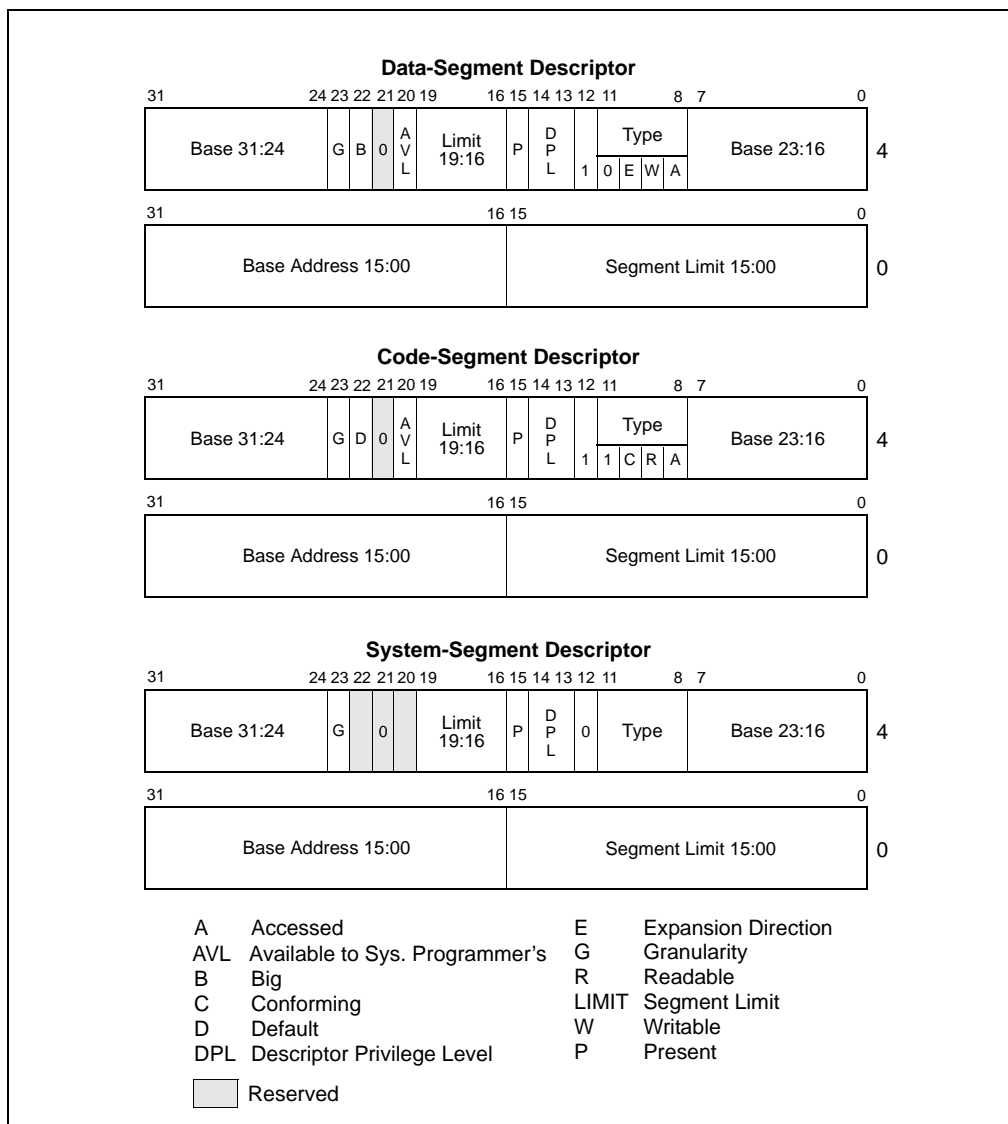 Data-Segment Descriptor
31 24 23 22 21 20 19 16 15 14 13 12 11 8 7 0
Base 31:24 G B 0 AVL Limit 19:16 P DPL 1 Type 0 E W A Base 23:16 4
31 16 15 0
Base Address 15:00 Segment Limit 15:00 0
Code-Segment Descriptor
31 24 23 22 21 20 19 16 15 14 13 12 11 8 7 0
Base 31:24 G D 0 AVL Limit 19:16 P DPL 1 Type 1 C R A Base 23:16 4
31 16 15 0
Base Address 15:00 Segment Limit 15:00 0
System-Segment Descriptor
31 24 23 22 21 20 19 16 15 14 13 12 11 8 7 0
Base 31:24 G 0 Limit 19:16 P DPL 0 Type Base 23:16 4
31 16 15 0
Base Address 15:00 Segment Limit 15:00 0
A Accessed
AVL Available to Sys. Programmer's
B Big
C Conforming
D Default
DPL Descriptor Privilege Level
E Expansion Direction
G Granularity
R Readable
LIMIT Segment Limit
W Writable
P Present
Reserved